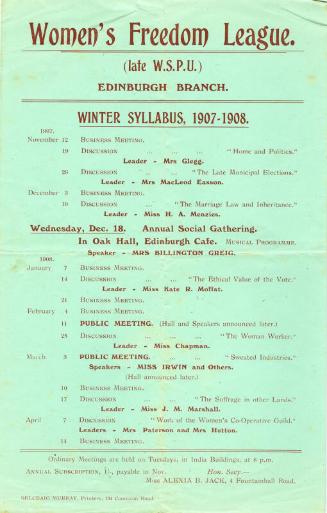 Women's Freedom League.
(late W.S.P.U.)
EDINBURGH BRANCH.
WINTER SYLLABUS, 1907-1908.
1907.
November 12 BUSINESS MEETING.
19 DISCUSSION ... ... ... "Home and Politics."
Leader - Mrs Glegg.
26 DISCUSSION ... ... "The Late Municipal Elections."
Leader - Mrs MacLeod Easson.
December 3 BUSINESS MEETING.
10 DISCUSSION ... "The Marriage Law and Inheritance."
Leader - Miss H. A. Menzies.
Wednesday, Dec. 18. Annual Social Gathering.
In Oak Hall, Edinburgh Cafe. MUSICAL PROGRAMME.
Speaker - MRS BILLINGTON GREIG.
1908.
January 7 BUSINESS MEETING.
14 DISCUSSION ... ... "The Ethical Value of the Vote."
Leader - Miss Kate R. Moffat.
21 BUSINESS MEETING.
February 4 BUSINESS MEETING.
11 PUBLIC MEETING. (Hall and Speakers announced later.)
25 DISCUSSION ... ... ... "The Woman Worker."
Leader - Miss Chapman.
March 3 PUBLIC MEETING. ... ... "Sweated Industries."
Speakers - MISS IRWIN and Others.
(Hall announced later.)
10 BUSINESS MEETING.
17 DISCUSSION ... ... "The Suffrage in other Lands."
Leader - Miss J. M. Marshall.
April 7 DISCUSSION "Work of the Women's Co-Operative Guild."
Leaders - Mrs Paterson and Mrs Hutton.
14 BUSINESS MEETING.
Ordinary Meetings are held on Tuesdays, in India Buildings, at 8 p.m.
ANNUAL SUBSCRIPTION, 1/-, payable in Nov. Hon. Secy.—
Miss ALEXIA B. JACK, 4 Fountainhall Road.
MURRAY, Printers, Causeway Road